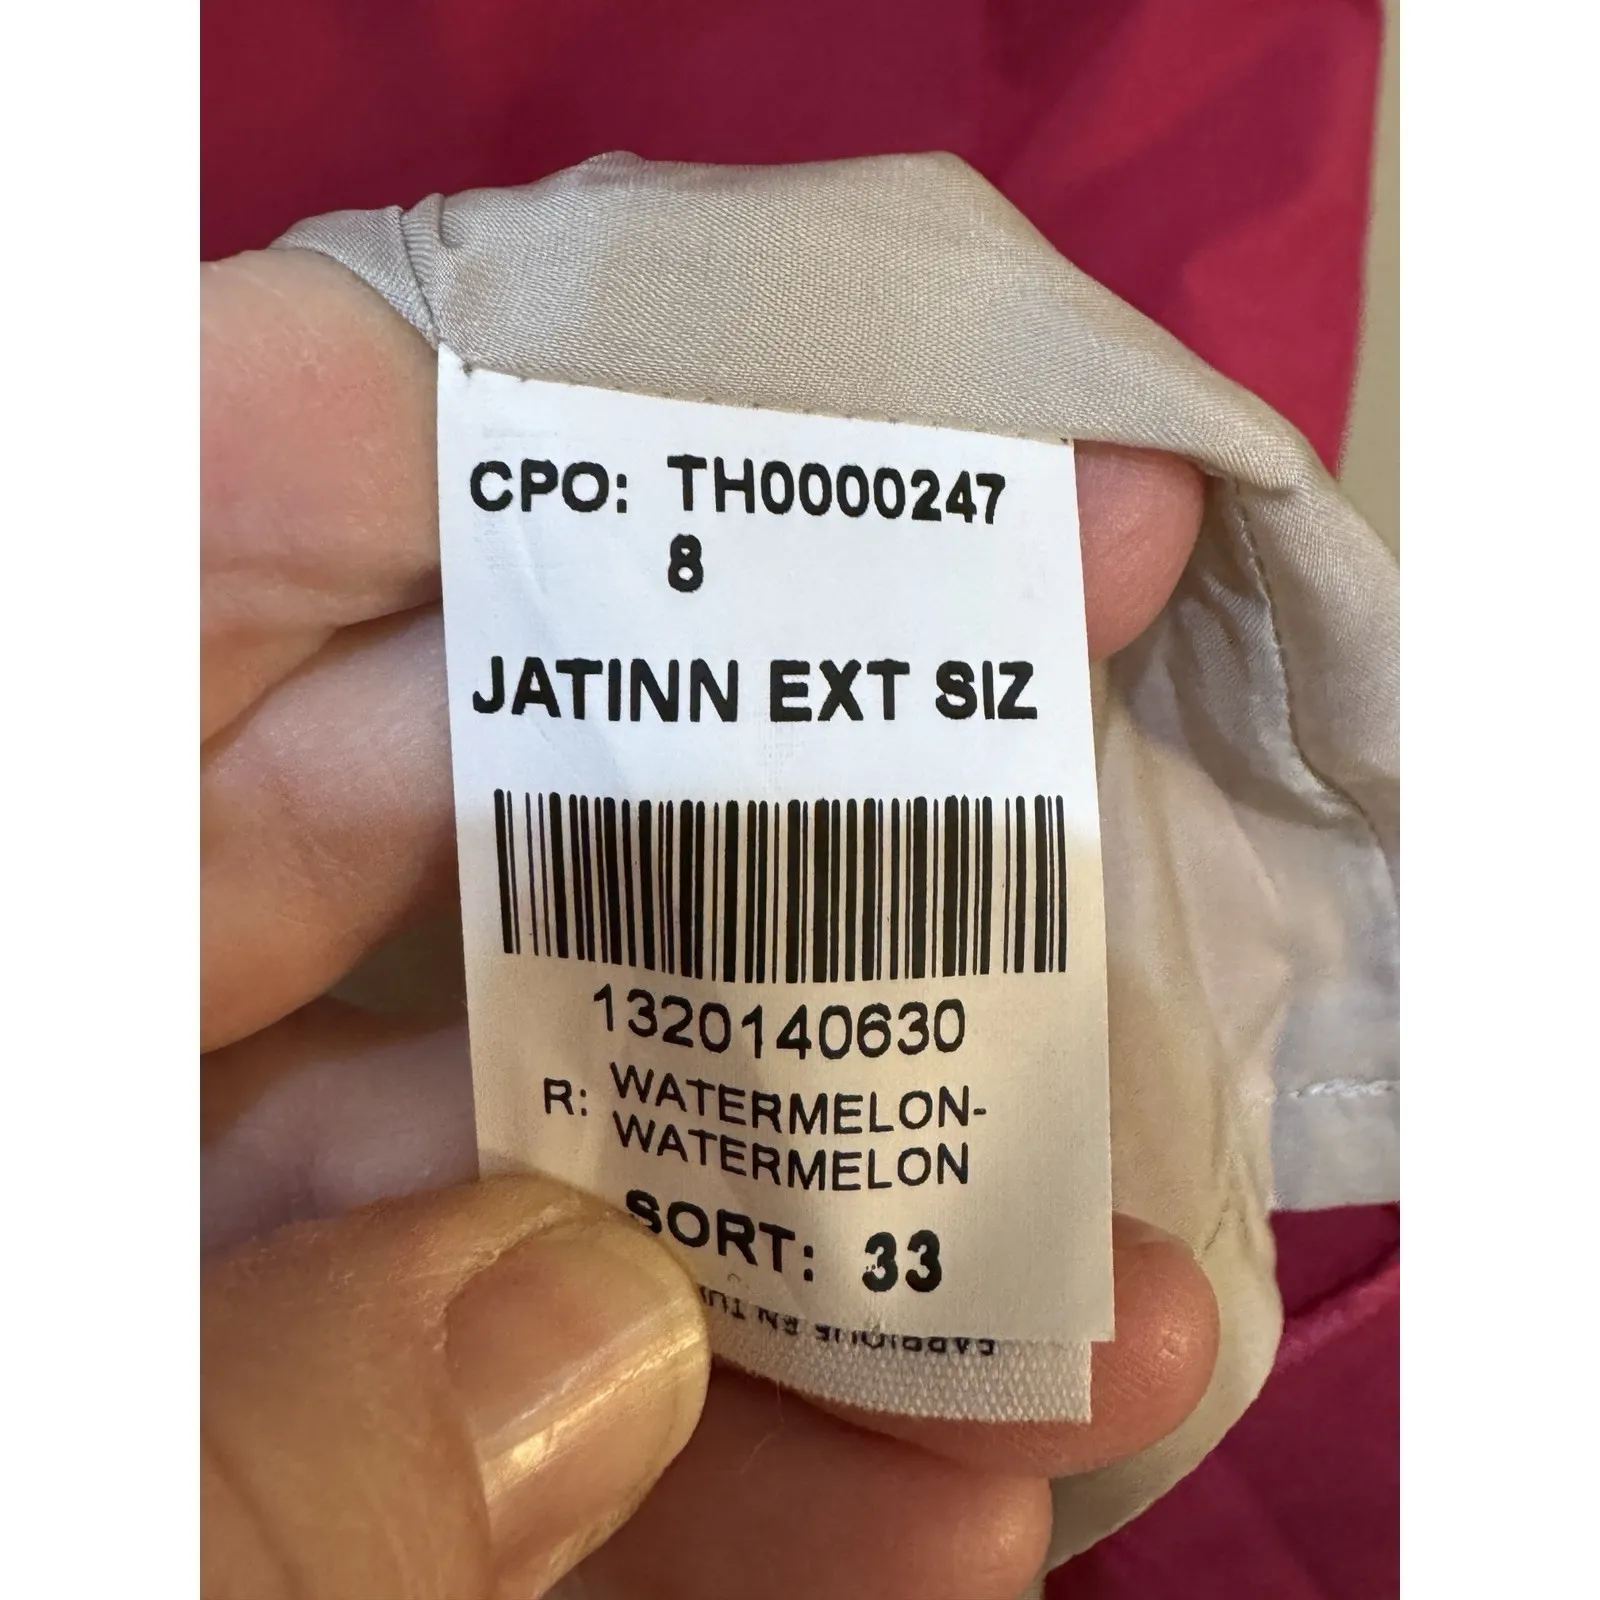 CPO: TH0000247
8
JATINN EXT SIZ
1320140630
R: WATERMELON-
WATERMELON
SORT: 33